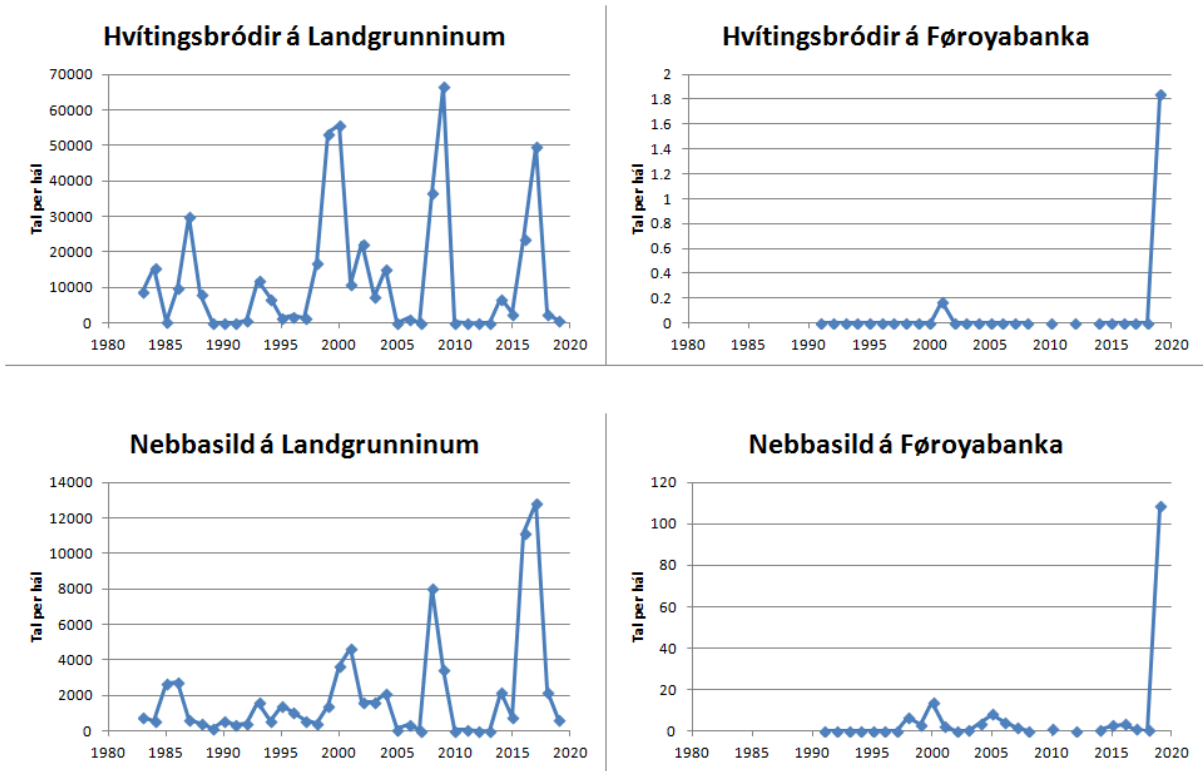 Hvítingsbródir á Landgrunninum
Tal per hál
70000
60000
50000
40000
30000
20000
10000
0
1980 1985 1990 1995 2000 2005 2010 2015 2020
Hvítingsbródir á Føroyabanka
Tal per hál
2
1.8
1.6
1.4
1.2
1
0.8
0.6
0.4
0.2
0
1980 1985 1990 1995 2000 2005 2010 2015 2020
Nebbasild á Landgrunninum
Tal per hál
14000
12000
10000
8000
6000
4000
2000
0
1980 1985 1990 1995 2000 2005 2010 2015 2020
Nebbasild á Føroyabanka
Tal per hál
120
100
80
60
40
20
0
1980 1985 1990 1995 2000 2005 2010 2015 2020